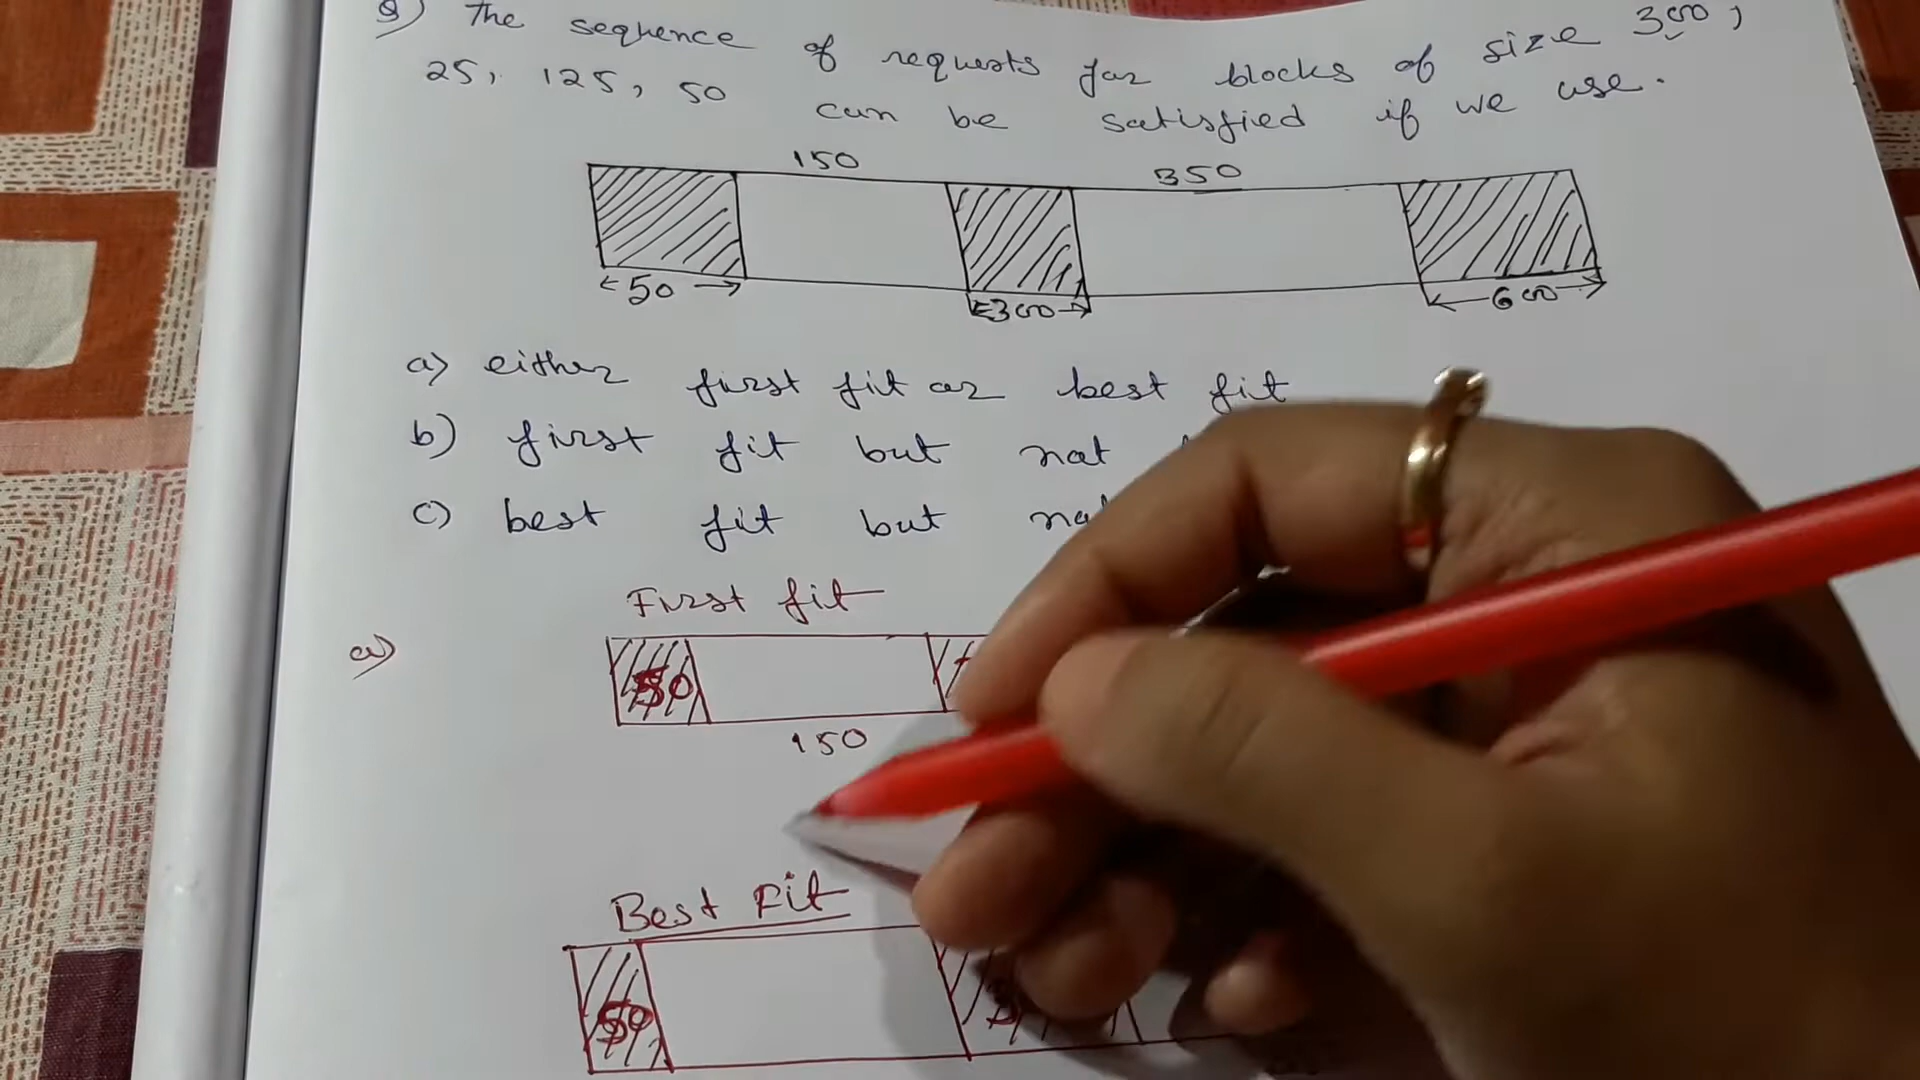 Q) The sequence of requests for blocks of size 300,
25, 125, 50 can be satisfied if we use.
150 350
50 300 600
a) either first fit or best fit
b) first fit but not
c) best fit but
First fit
a)
50
150
Best Fit
50